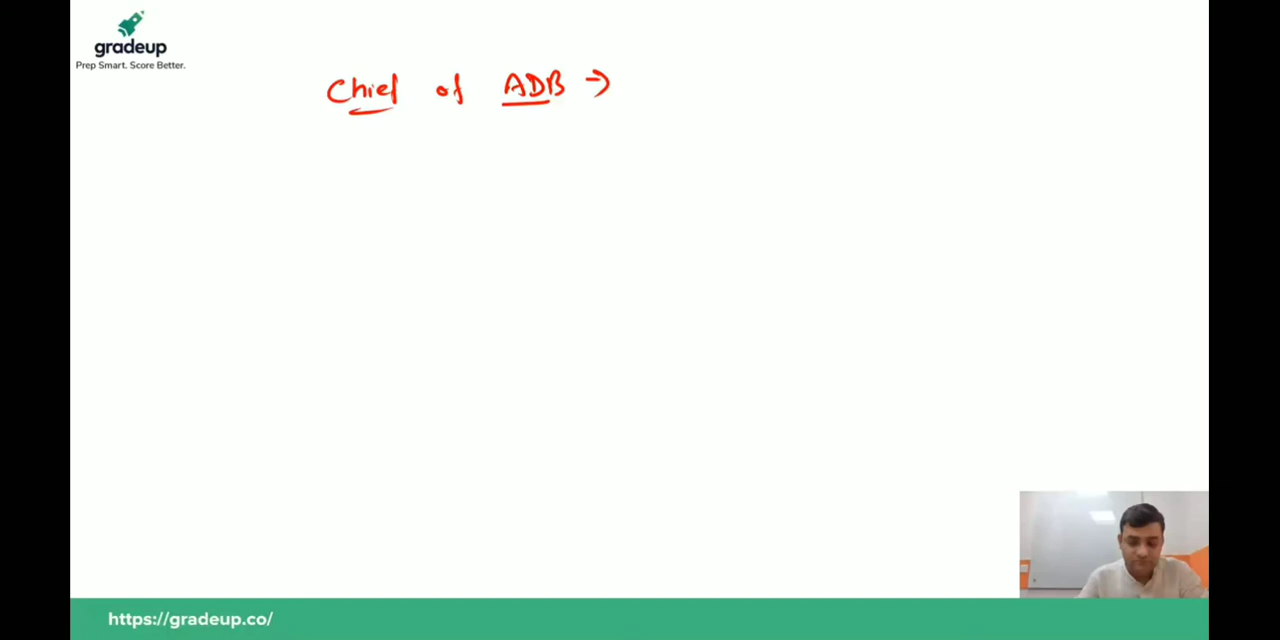 gradeup
Prep Smart. Score Better.
Chief of ADB →
https://gradeup.co/